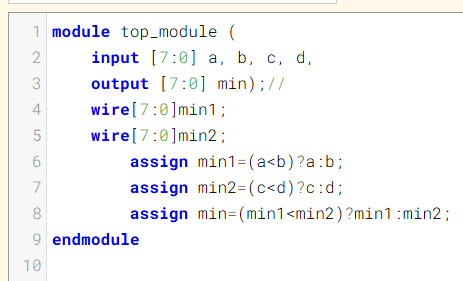 1 module top_module (
2     input [7:0] a, b, c, d,
3     output [7:0] min);//
4     wire[7:0]min1;
5     wire[7:0]min2;
6         assign min1=(a<b)?a:b;
7         assign min2=(c<d)?c:d;
8         assign min=(min1<min2)?min1:min2;
9 endmodule
10